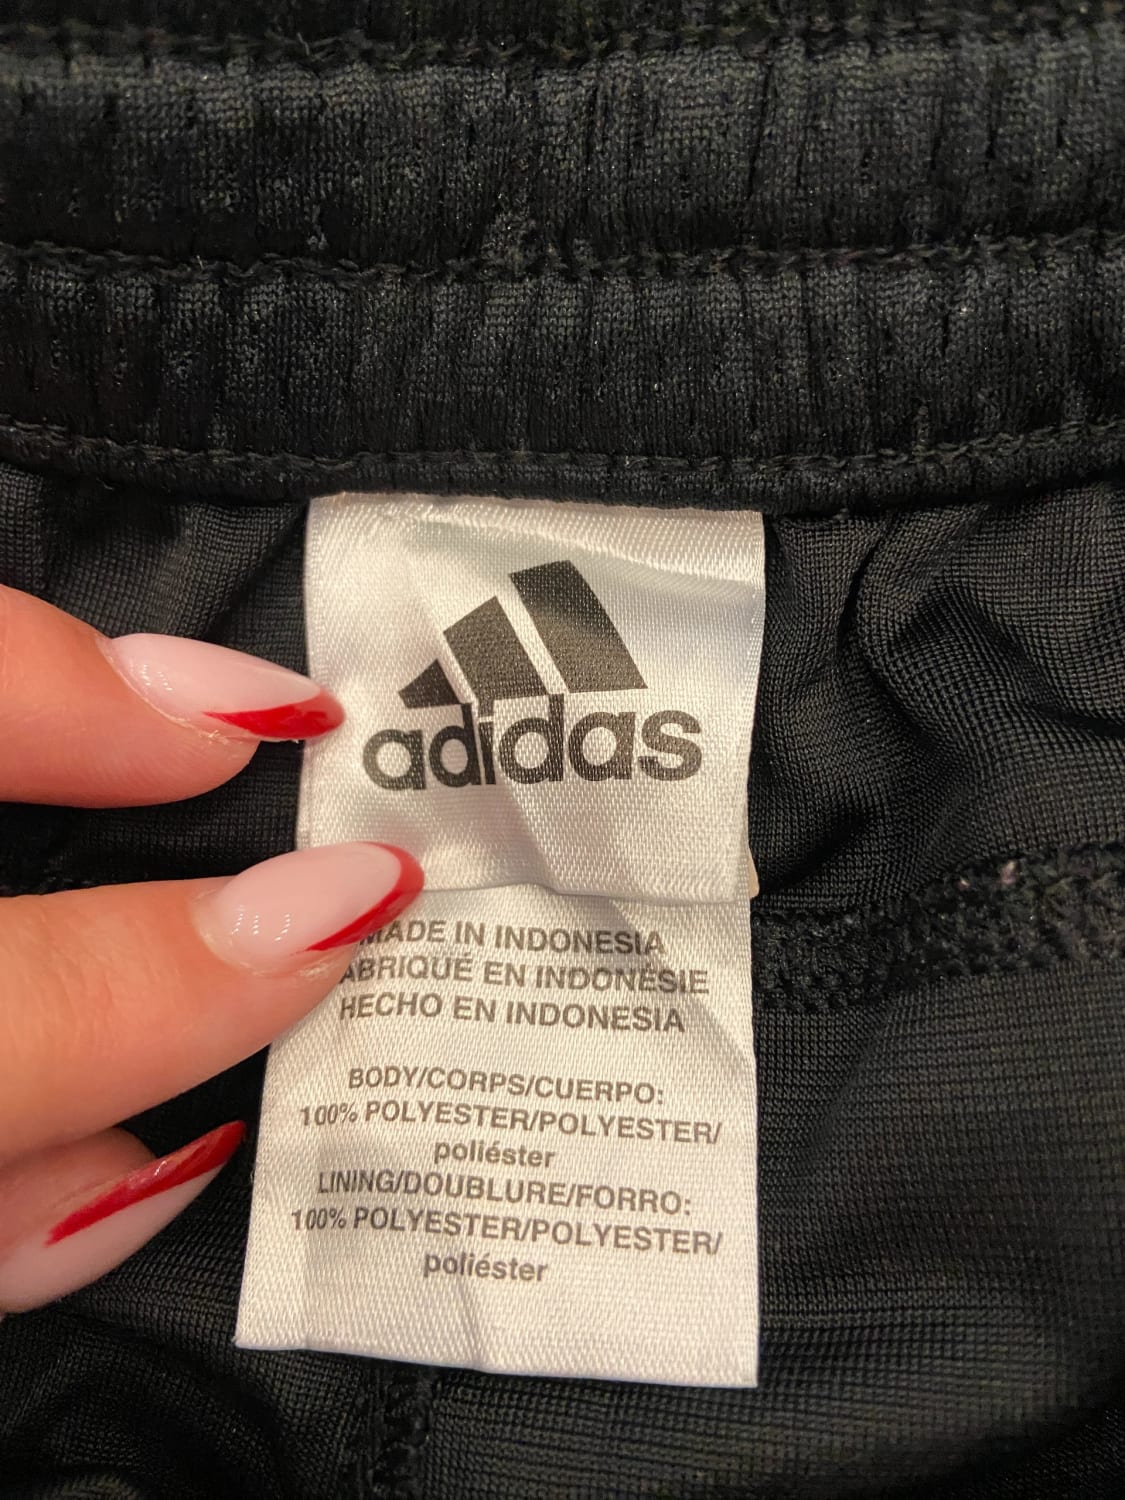 adidas
MADE IN INDONESIA
FABRIQUÉ EN INDONÉSIE
HECHO EN INDONESIA
BODY/CORPS/CUERPO:
100% POLYESTER/POLYESTER/
poliéster
LINING/DOUBLURE/FORRO:
100% POLYESTER/POLYESTER/
poliéster